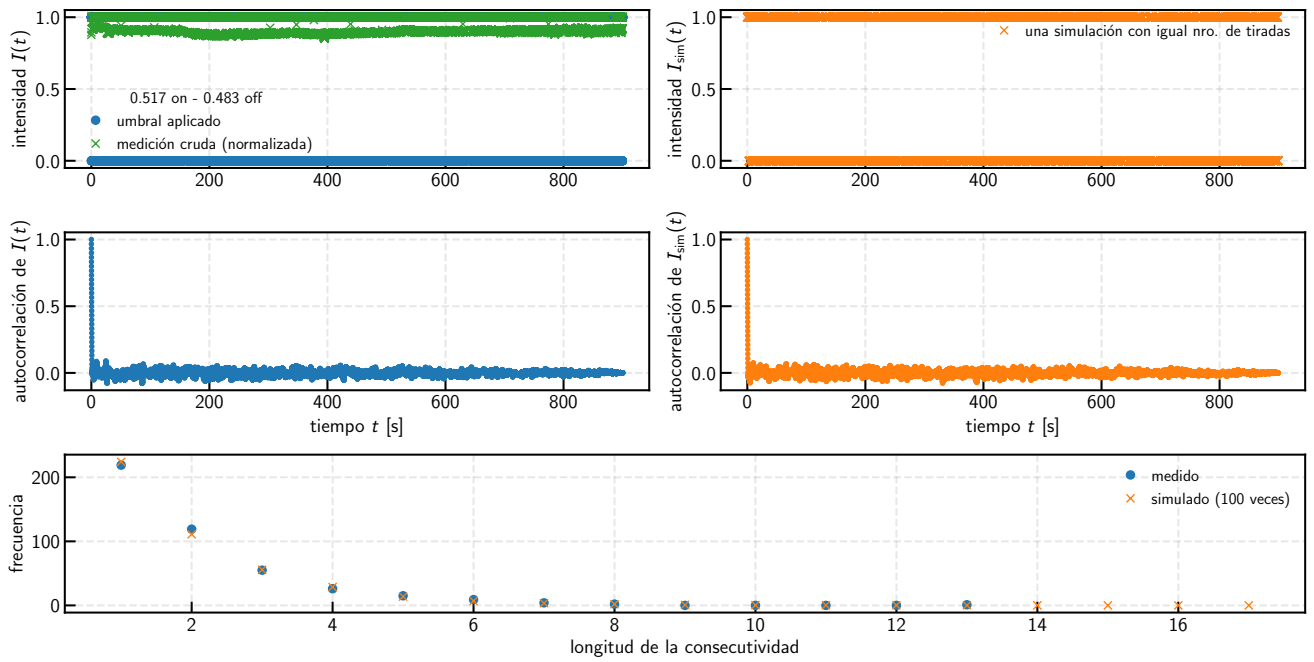 intensidad I(t)
1.0
0.5
0.0
0.517 on - 0.483 off
umbral aplicado
medición cruda (normalizada)
0 200 400 600 800
intensidad I_sim(t)
1.0
0.5
0.0
una simulación con igual nro. de tiradas
0 200 400 600 800
autocorrelación de I(t)
1.0
0.5
0.0
0 200 400 600 800
tiempo t [s]
autocorrelación de I_sim(t)
1.0
0.5
0.0
0 200 400 600 800
tiempo t [s]
frecuencia
200
100
0
medido
simulado (100 veces)
2 4 6 8 10 12 14 16
longitud de la consecutividad